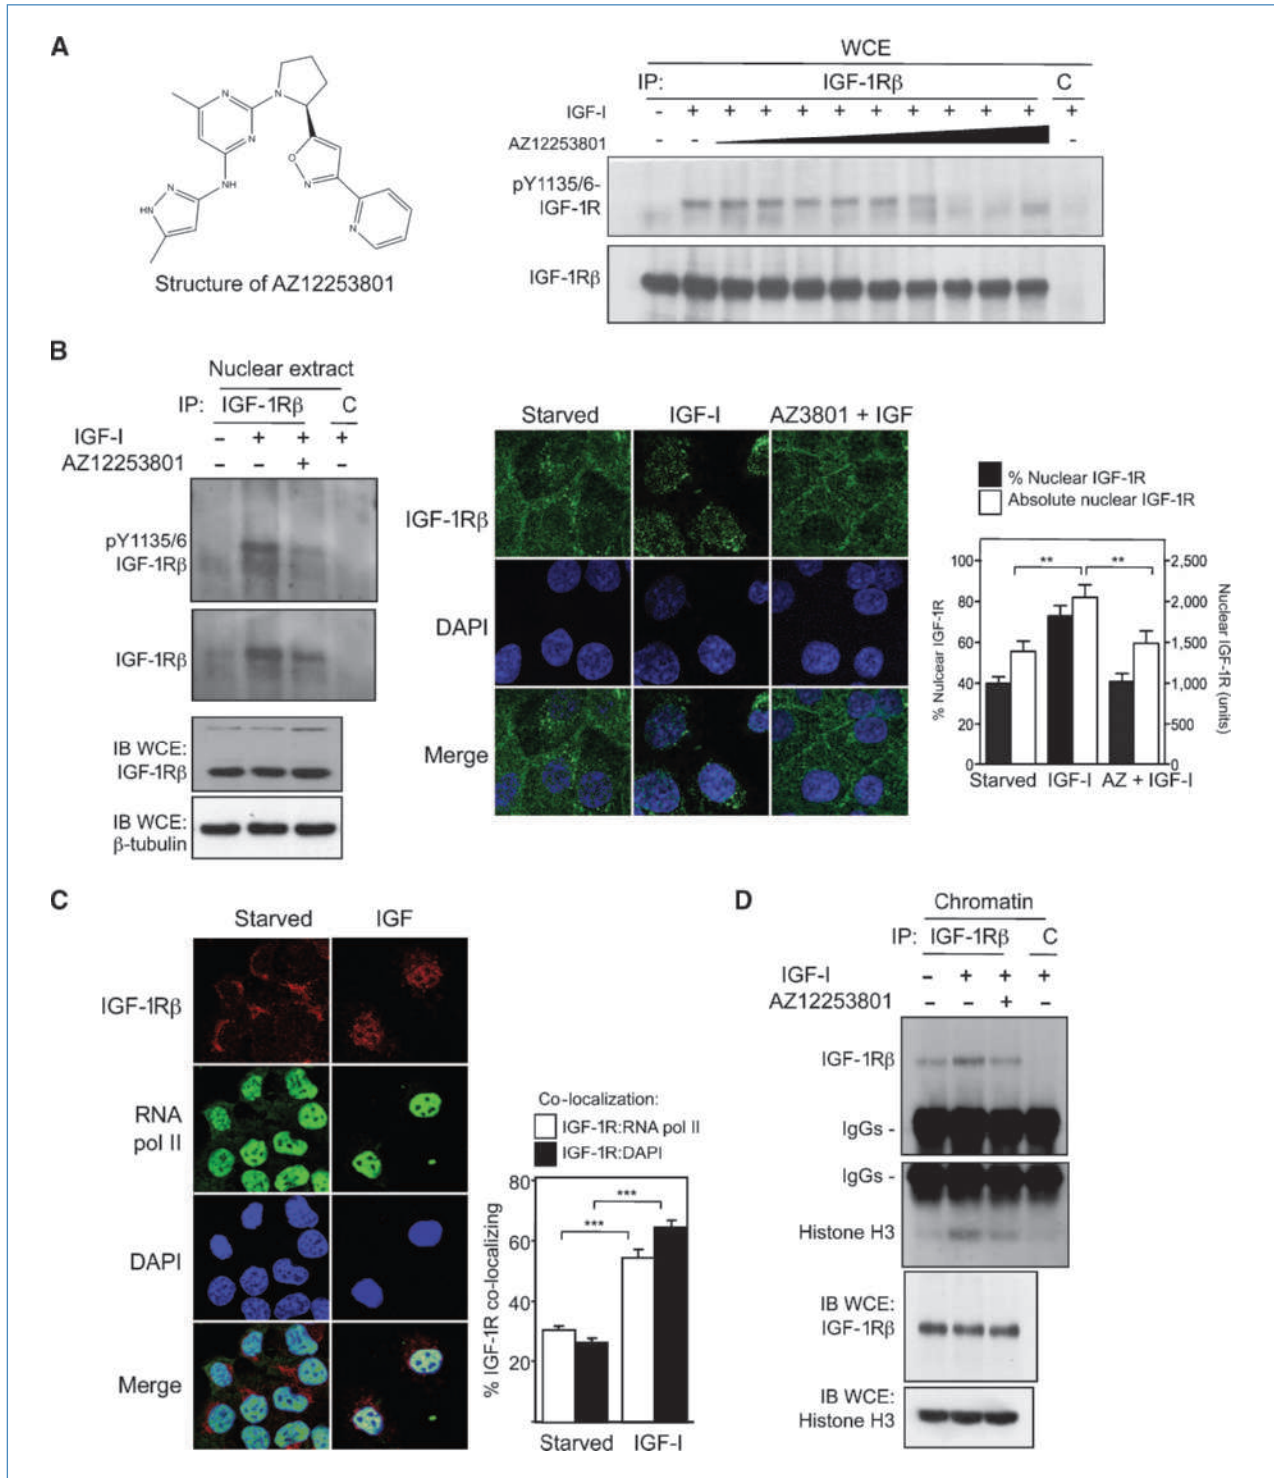 A
N
N
N
N
NH
O
N
HN
N
N
Structure of AZ12253801
WCE
IP: IGF-1Rβ C
IGF-I - + + + + + + + + + + +
AZ12253801 - - -
pY1135/6-
IGF-1R
IGF-1Rβ
B
Nuclear extract
IP: IGF-1Rβ C
IGF-I - + + +
AZ12253801 - - + -
pY1135/6
IGF-1Rβ
IGF-1Rβ
IB WCE:
IGF-1Rβ
IB WCE:
β-tubulin
Starved IGF-I AZ3801 + IGF
IGF-1Rβ
DAPI
Merge
% Nuclear IGF-1R
Absolute nuclear IGF-1R
% Nulcear IGF-1R
100
80
60
40
20
0
** **
2,500
2,000
1,500
1,000
500
0
Nuclear IGF-1R (units)
Starved IGF-I AZ + IGF-I
C
Starved IGF
IGF-1Rβ
RNA
pol II
DAPI
Merge
Co-localization:
IGF-1R:RNA pol II
IGF-1R:DAPI
% IGF-1R co-localizing
80
60
40
20
***
***
Starved IGF-I
D
Chromatin
IP: IGF-1Rβ C
IGF-I - + + +
AZ12253801 - - + -
IGF-1Rβ
IgGs -
IgGs -
Histone H3
IB WCE:
IGF-1Rβ
IB WCE:
Histone H3